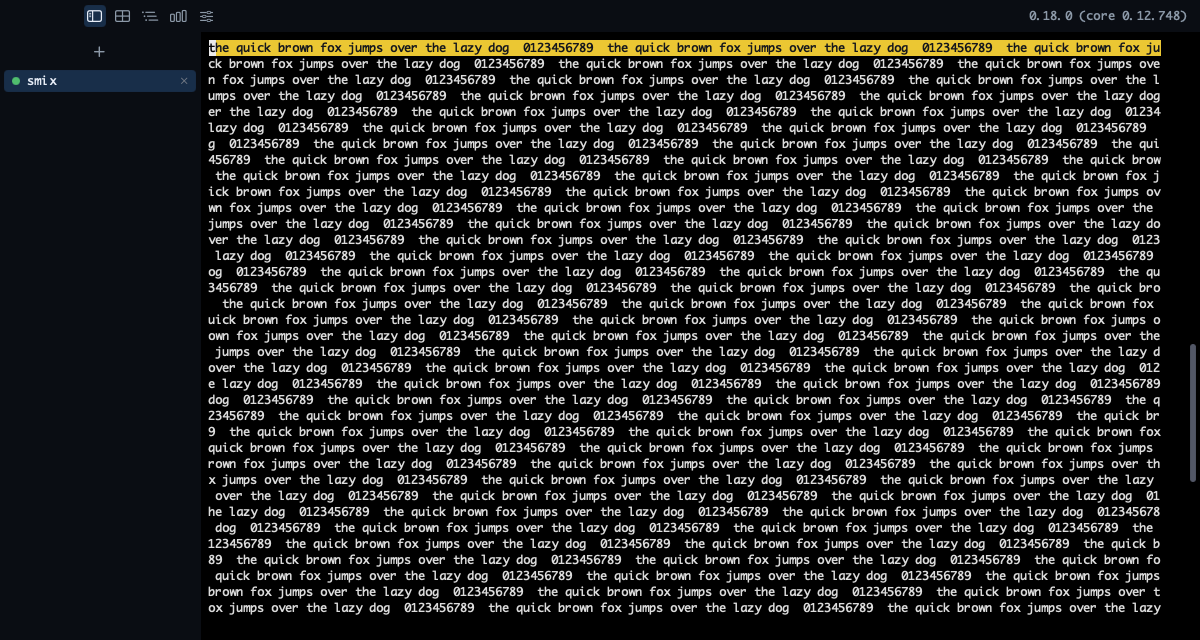 0.18.0 (core 0.12.748)
+
smix ×
the quick brown fox jumps over the lazy dog  0123456789  the quick brown fox jumps over the lazy dog  0123456789  the quick brown fox ju
ck brown fox jumps over the lazy dog  0123456789  the quick brown fox jumps over the lazy dog  0123456789  the quick brown fox jumps ove
n fox jumps over the lazy dog  0123456789  the quick brown fox jumps over the lazy dog  0123456789  the quick brown fox jumps over the l
umps over the lazy dog  0123456789  the quick brown fox jumps over the lazy dog  0123456789  the quick brown fox jumps over the lazy dog
er the lazy dog  0123456789  the quick brown fox jumps over the lazy dog  0123456789  the quick brown fox jumps over the lazy dog  01234
lazy dog  0123456789  the quick brown fox jumps over the lazy dog  0123456789  the quick brown fox jumps over the lazy dog  0123456789
g  0123456789  the quick brown fox jumps over the lazy dog  0123456789  the quick brown fox jumps over the lazy dog  0123456789  the qui
456789  the quick brown fox jumps over the lazy dog  0123456789  the quick brown fox jumps over the lazy dog  0123456789  the quick brow
 the quick brown fox jumps over the lazy dog  0123456789  the quick brown fox jumps over the lazy dog  0123456789  the quick brown fox j
ick brown fox jumps over the lazy dog  0123456789  the quick brown fox jumps over the lazy dog  0123456789  the quick brown fox jumps ov
wn fox jumps over the lazy dog  0123456789  the quick brown fox jumps over the lazy dog  0123456789  the quick brown fox jumps over the
jumps over the lazy dog  0123456789  the quick brown fox jumps over the lazy dog  0123456789  the quick brown fox jumps over the lazy do
ver the lazy dog  0123456789  the quick brown fox jumps over the lazy dog  0123456789  the quick brown fox jumps over the lazy dog  0123
 lazy dog  0123456789  the quick brown fox jumps over the lazy dog  0123456789  the quick brown fox jumps over the lazy dog  0123456789
og  0123456789  the quick brown fox jumps over the lazy dog  0123456789  the quick brown fox jumps over the lazy dog  0123456789  the qu
3456789  the quick brown fox jumps over the lazy dog  0123456789  the quick brown fox jumps over the lazy dog  0123456789  the quick bro
  the quick brown fox jumps over the lazy dog  0123456789  the quick brown fox jumps over the lazy dog  0123456789  the quick brown fox
uick brown fox jumps over the lazy dog  0123456789  the quick brown fox jumps over the lazy dog  0123456789  the quick brown fox jumps o
own fox jumps over the lazy dog  0123456789  the quick brown fox jumps over the lazy dog  0123456789  the quick brown fox jumps over the
 jumps over the lazy dog  0123456789  the quick brown fox jumps over the lazy dog  0123456789  the quick brown fox jumps over the lazy d
over the lazy dog  0123456789  the quick brown fox jumps over the lazy dog  0123456789  the quick brown fox jumps over the lazy dog  012
e lazy dog  0123456789  the quick brown fox jumps over the lazy dog  0123456789  the quick brown fox jumps over the lazy dog  0123456789
dog  0123456789  the quick brown fox jumps over the lazy dog  0123456789  the quick brown fox jumps over the lazy dog  0123456789  the q
23456789  the quick brown fox jumps over the lazy dog  0123456789  the quick brown fox jumps over the lazy dog  0123456789  the quick br
9  the quick brown fox jumps over the lazy dog  0123456789  the quick brown fox jumps over the lazy dog  0123456789  the quick brown fox
quick brown fox jumps over the lazy dog  0123456789  the quick brown fox jumps over the lazy dog  0123456789  the quick brown fox jumps
rown fox jumps over the lazy dog  0123456789  the quick brown fox jumps over the lazy dog  0123456789  the quick brown fox jumps over th
x jumps over the lazy dog  0123456789  the quick brown fox jumps over the lazy dog  0123456789  the quick brown fox jumps over the lazy
 over the lazy dog  0123456789  the quick brown fox jumps over the lazy dog  0123456789  the quick brown fox jumps over the lazy dog  01
he lazy dog  0123456789  the quick brown fox jumps over the lazy dog  0123456789  the quick brown fox jumps over the lazy dog  012345678
 dog  0123456789  the quick brown fox jumps over the lazy dog  0123456789  the quick brown fox jumps over the lazy dog  0123456789  the
123456789  the quick brown fox jumps over the lazy dog  0123456789  the quick brown fox jumps over the lazy dog  0123456789  the quick b
89  the quick brown fox jumps over the lazy dog  0123456789  the quick brown fox jumps over the lazy dog  0123456789  the quick brown fo
 quick brown fox jumps over the lazy dog  0123456789  the quick brown fox jumps over the lazy dog  0123456789  the quick brown fox jumps
brown fox jumps over the lazy dog  0123456789  the quick brown fox jumps over the lazy dog  0123456789  the quick brown fox jumps over t
ox jumps over the lazy dog  0123456789  the quick brown fox jumps over the lazy dog  0123456789  the quick brown fox jumps over the lazy